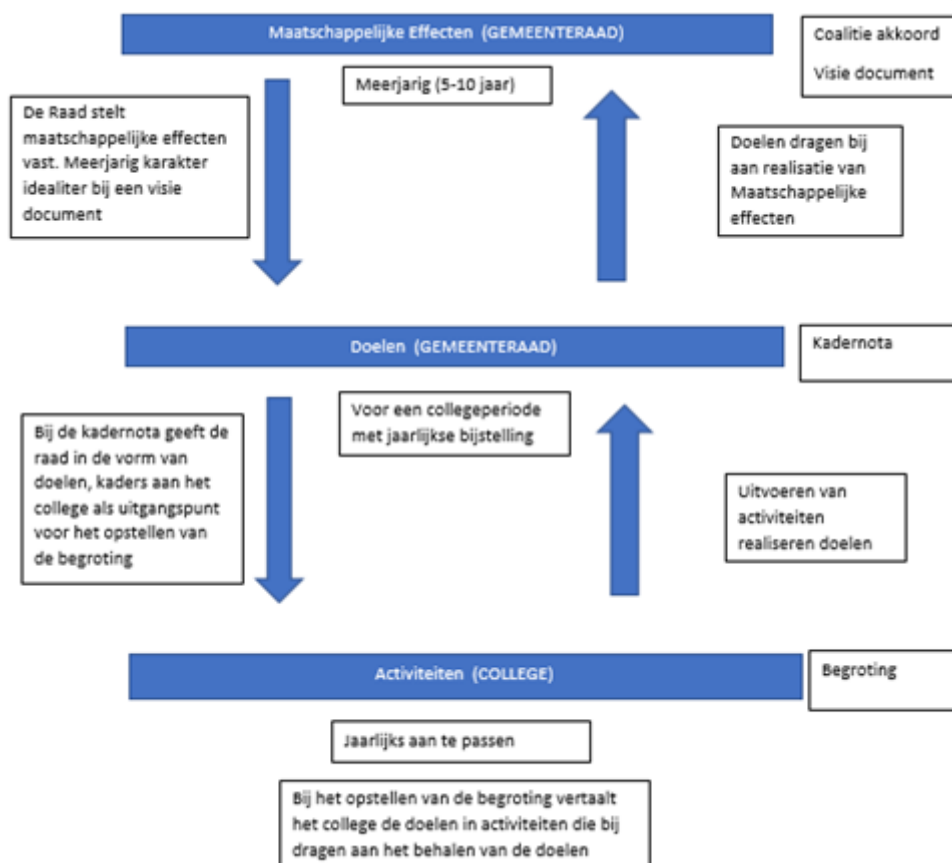 Maatschappelijke Effecten (GEMEENTERAAD)
Coalitie akkoord
Visie document
Meerjarig (5-10 jaar)
De Raad stelt
maatschappelijke effecten
vast. Meerjarig karakter
idealiter bij een visie
document
Doelen dragen bij
aan realisatie van
Maatschappelijke
effecten
Doelen (GEMEENTERAAD)
Kadernota
Voor een collegeperiode
met jaarlijkse bijstelling
Bij de kadernota geeft de
raad in de vorm van
doelen, kaders aan het
college als uitgangspunt
voor het opstellen van
de begroting
Uitvoeren van
activiteiten
realiseren doelen
Activiteiten (COLLEGE)
Begroting
Jaarlijks aan te passen
Bij het opstellen van de begroting vertaalt
het college de doelen in activiteiten die bij
dragen aan het behalen van de doelen